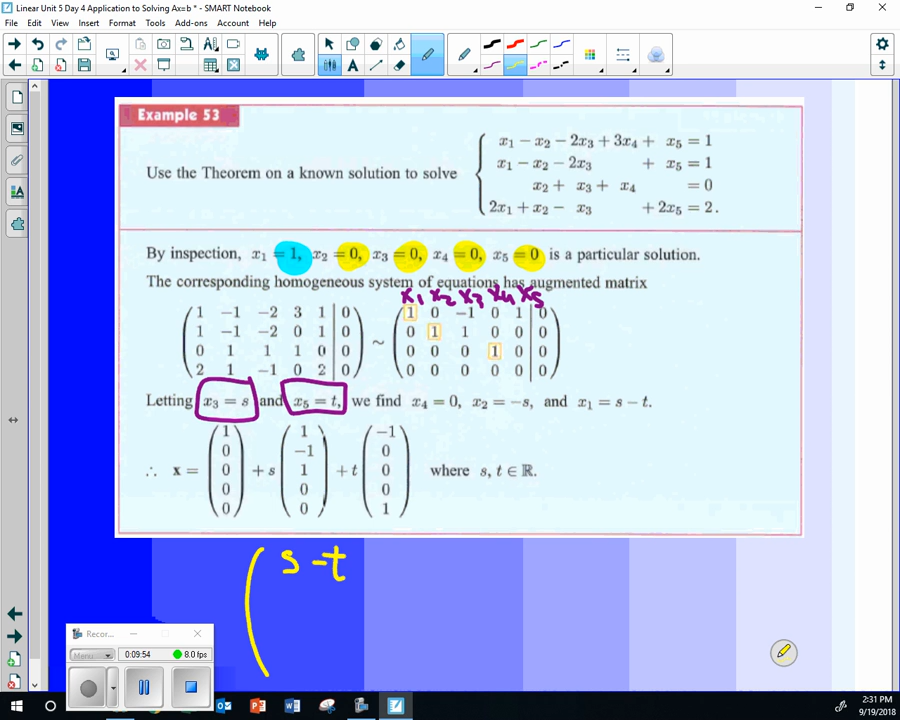 Linear Unit 5 Day 4 Application to Solving Ax=b * - SMART Notebook
File Edit View Insert Format Tools Add-ons Account Help
Example 53
Use the Theorem on a known solution to solve
x₁ − x₂ − 2x₃ + 3x₄ + x₅ = 1
x₁ − x₂ − 2x₃ + x₅ = 1
x₂ + x₃ + x₄ = 0
2x₁ + x₂ − x₃ + 2x₅ = 2.
By inspection, x₁ = 1, x₂ = 0, x₃ = 0, x₄ = 0, x₅ = 0 is a particular solution.
The corresponding homogeneous system of equations has augmented matrix
x₁ x₂ x₃ x₄ x₅
1 −1 −2 3 1 | 0 1 0 −1 0 1 | 0
1 −1 −2 0 1 | 0 ~ 0 1 1 0 0 | 0
0 1 1 1 0 | 0 0 0 0 1 0 | 0
2 1 −1 0 2 | 0 0 0 0 0 0 | 0
Letting x₃ = s and x₅ = t, we find x₄ = 0, x₂ = −s, and x₁ = s − t.
1 1 −1
0 −1 0
∴ x = 0 + s 1 + t 0 where s, t ∈ ℝ.
0 0 0
0 0 1
s -t
Recor...
Menu
0:09:54 8.0 fps
2:31 PM
9/19/2018